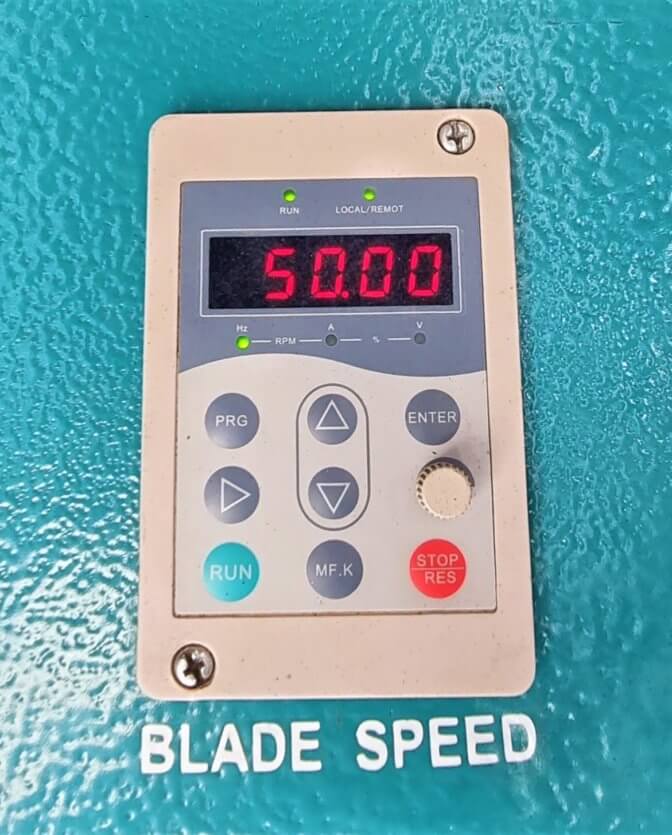 RUN LOCAL/REMOT
50.00
Hz RPM A % V
PRG ENTER
RUN MF.K STOP
RES
BLADE SPEED